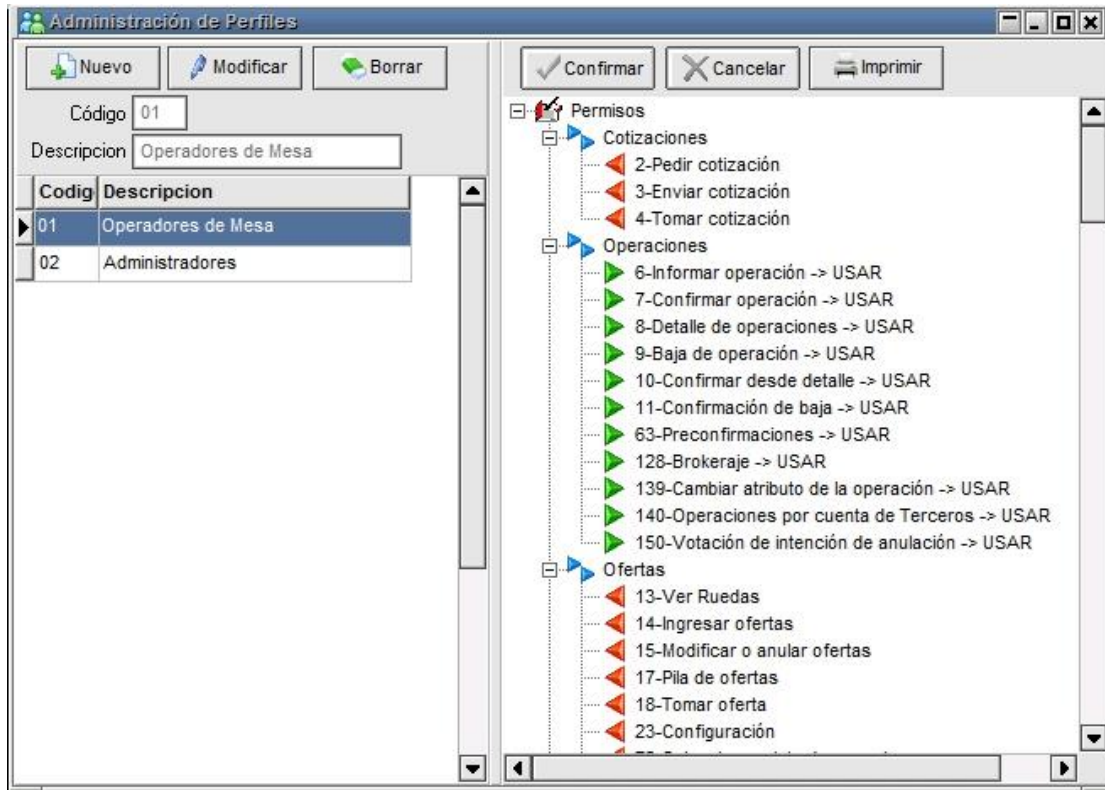 Administración de Perfiles
Nuevo
Modificar
Borrar
Código 01
Descripcion Operadores de Mesa
Codig Descripcion
01 Operadores de Mesa
02 Administradores
Confirmar
Cancelar
Imprimir
Permisos
Cotizaciones
2-Pedir cotización
3-Enviar cotización
4-Tomar cotización
Operaciones
6-Informar operación -> USAR
7-Confirmar operación -> USAR
8-Detalle de operaciones -> USAR
9-Baja de operación -> USAR
10-Confirmar desde detalle -> USAR
11-Confirmación de baja -> USAR
63-Preconfirmaciones -> USAR
128-Brokeraje -> USAR
139-Cambiar atributo de la operación -> USAR
140-Operaciones por cuenta de Terceros -> USAR
150-Votación de intención de anulación -> USAR
Ofertas
13-Ver Ruedas
14-Ingresar ofertas
15-Modificar o anular ofertas
17-Pila de ofertas
18-Tomar oferta
23-Configuración